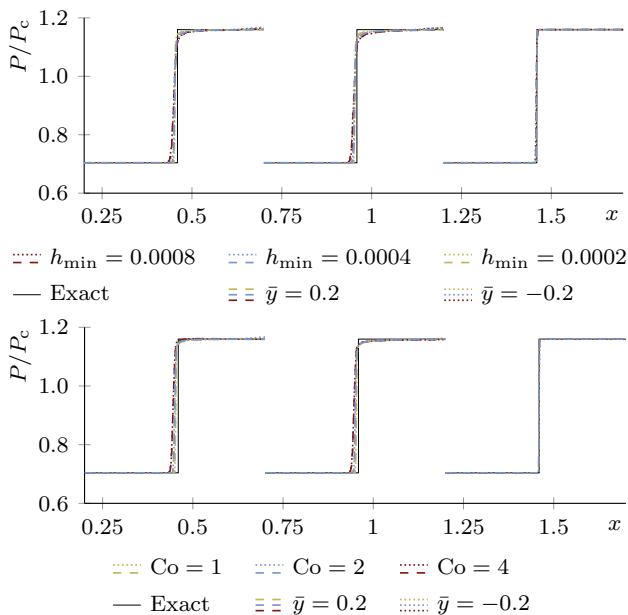 P/P_c
1.2
1.0
0.8
0.6
0.25 0.5 0.75 1 1.25 1.5 x
h_min = 0.0008 h_min = 0.0004 h_min = 0.0002
Exact ȳ = 0.2 ȳ = −0.2
P/P_c
1.2
1.0
0.8
0.6
0.25 0.5 0.75 1 1.25 1.5 x
Co = 1 Co = 2 Co = 4
Exact ȳ = 0.2 ȳ = −0.2